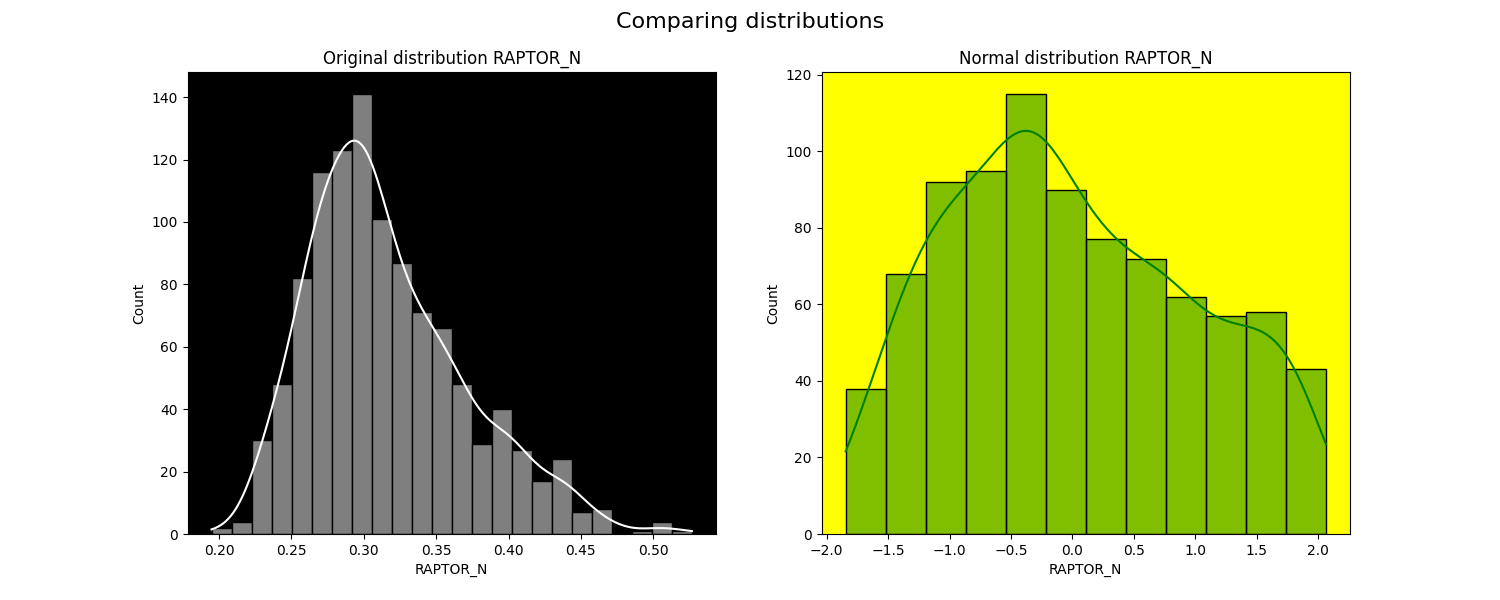 Comparing distributions
Original distribution RAPTOR_N
140
120
100
80
60
40
20
0
Count
0.20 0.25 0.30 0.35 0.40 0.45 0.50
RAPTOR_N
Normal distribution RAPTOR_N
120
100
80
60
40
20
0
Count
−2.0 −1.5 −1.0 −0.5 0.0 0.5 1.0 1.5 2.0
RAPTOR_N